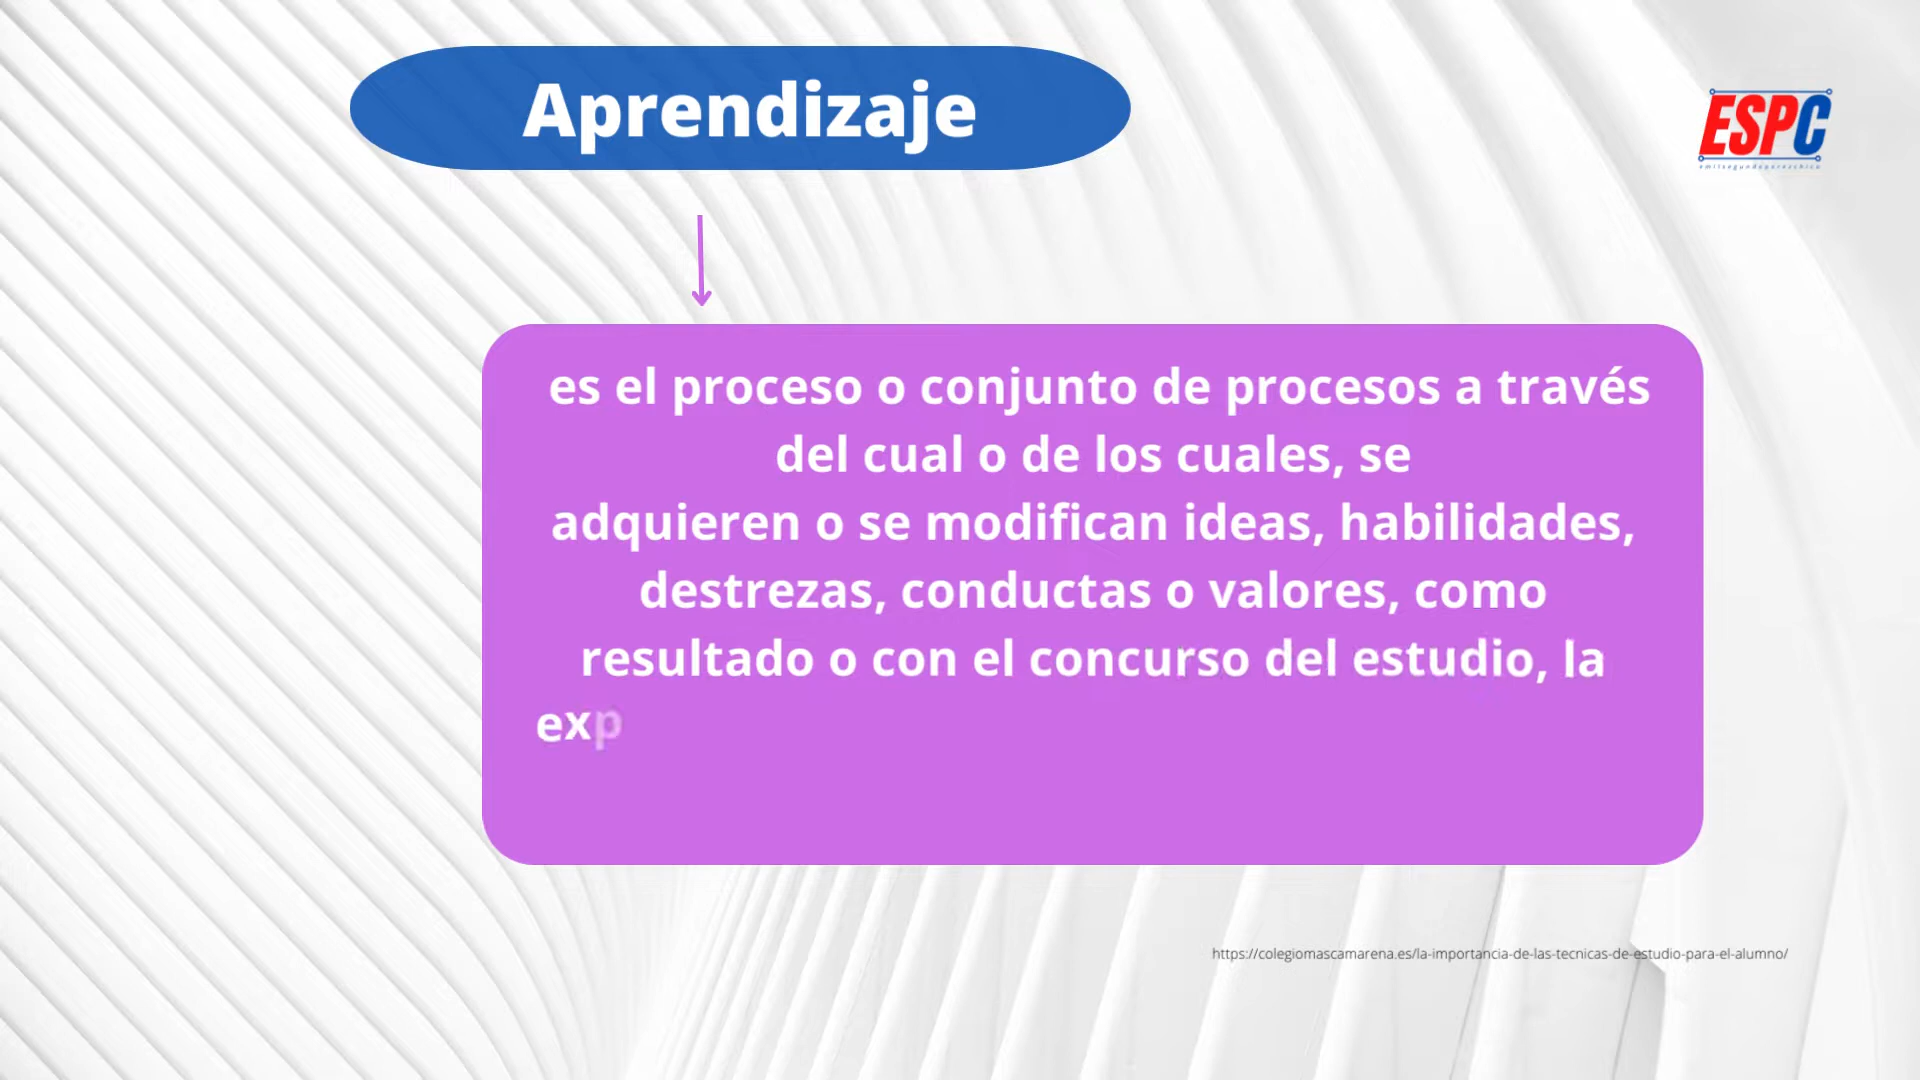 Aprendizaje
ESPC
emilsegundoperezchica
es el proceso o conjunto de procesos a través
del cual o de los cuales, se
adquieren o se modifican ideas, habilidades,
destrezas, conductas o valores, como
resultado o con el concurso del estudio, la
exp
https://colegiomascamarena.es/la-importancia-de-las-tecnicas-de-estudio-para-el-alumno/